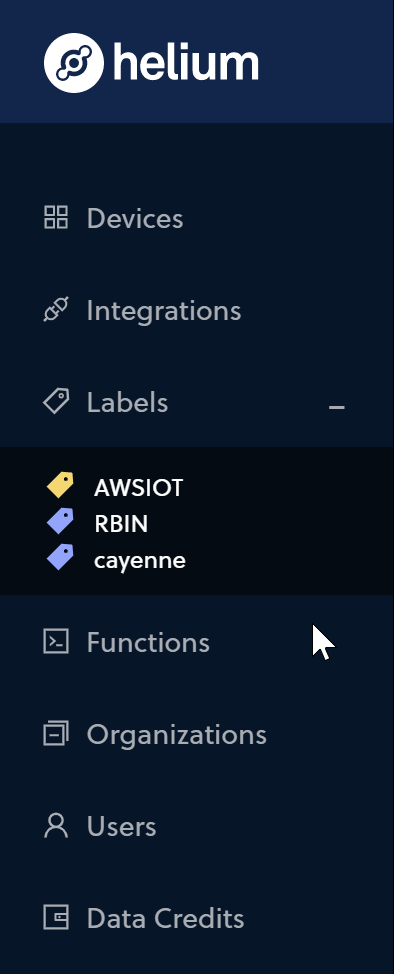 helium
Devices
Integrations
Labels
AWSIOT
RBIN
cayenne
Functions
Organizations
Users
Data Credits